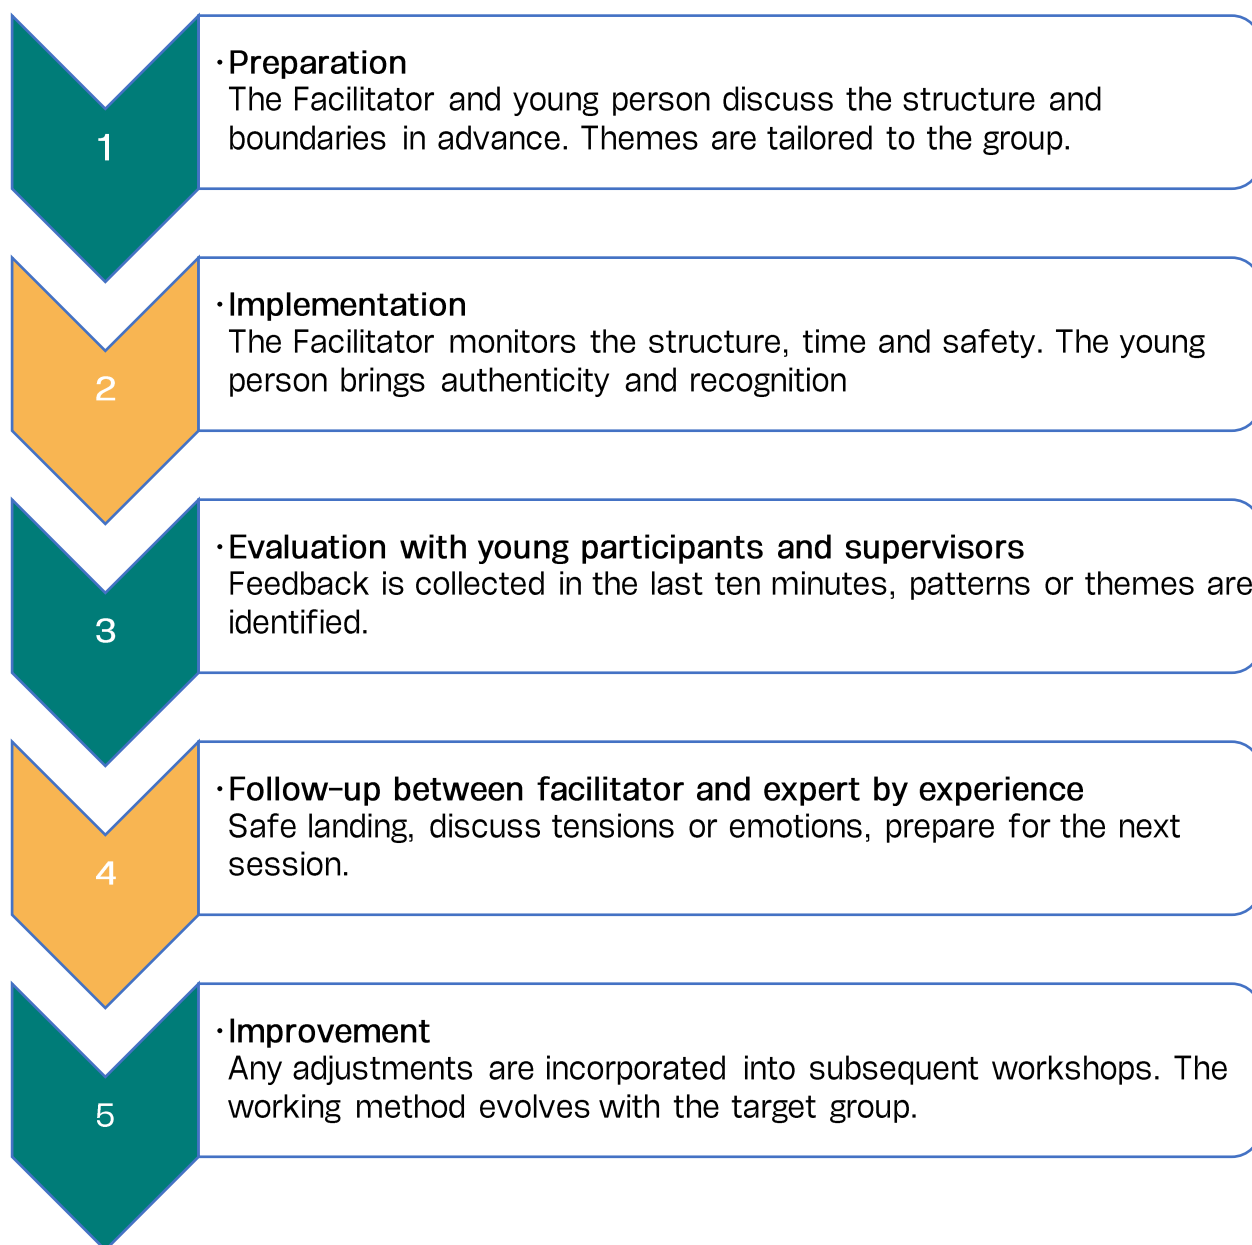 1
·Preparation
The Facilitator and young person discuss the structure and
boundaries in advance. Themes are tailored to the group.
2
·Implementation
The Facilitator monitors the structure, time and safety. The young
person brings authenticity and recognition
3
·Evaluation with young participants and supervisors
Feedback is collected in the last ten minutes, patterns or themes are
identified.
4
·Follow-up between facilitator and expert by experience
Safe landing, discuss tensions or emotions, prepare for the next
session.
5
·Improvement
Any adjustments are incorporated into subsequent workshops. The
working method evolves with the target group.